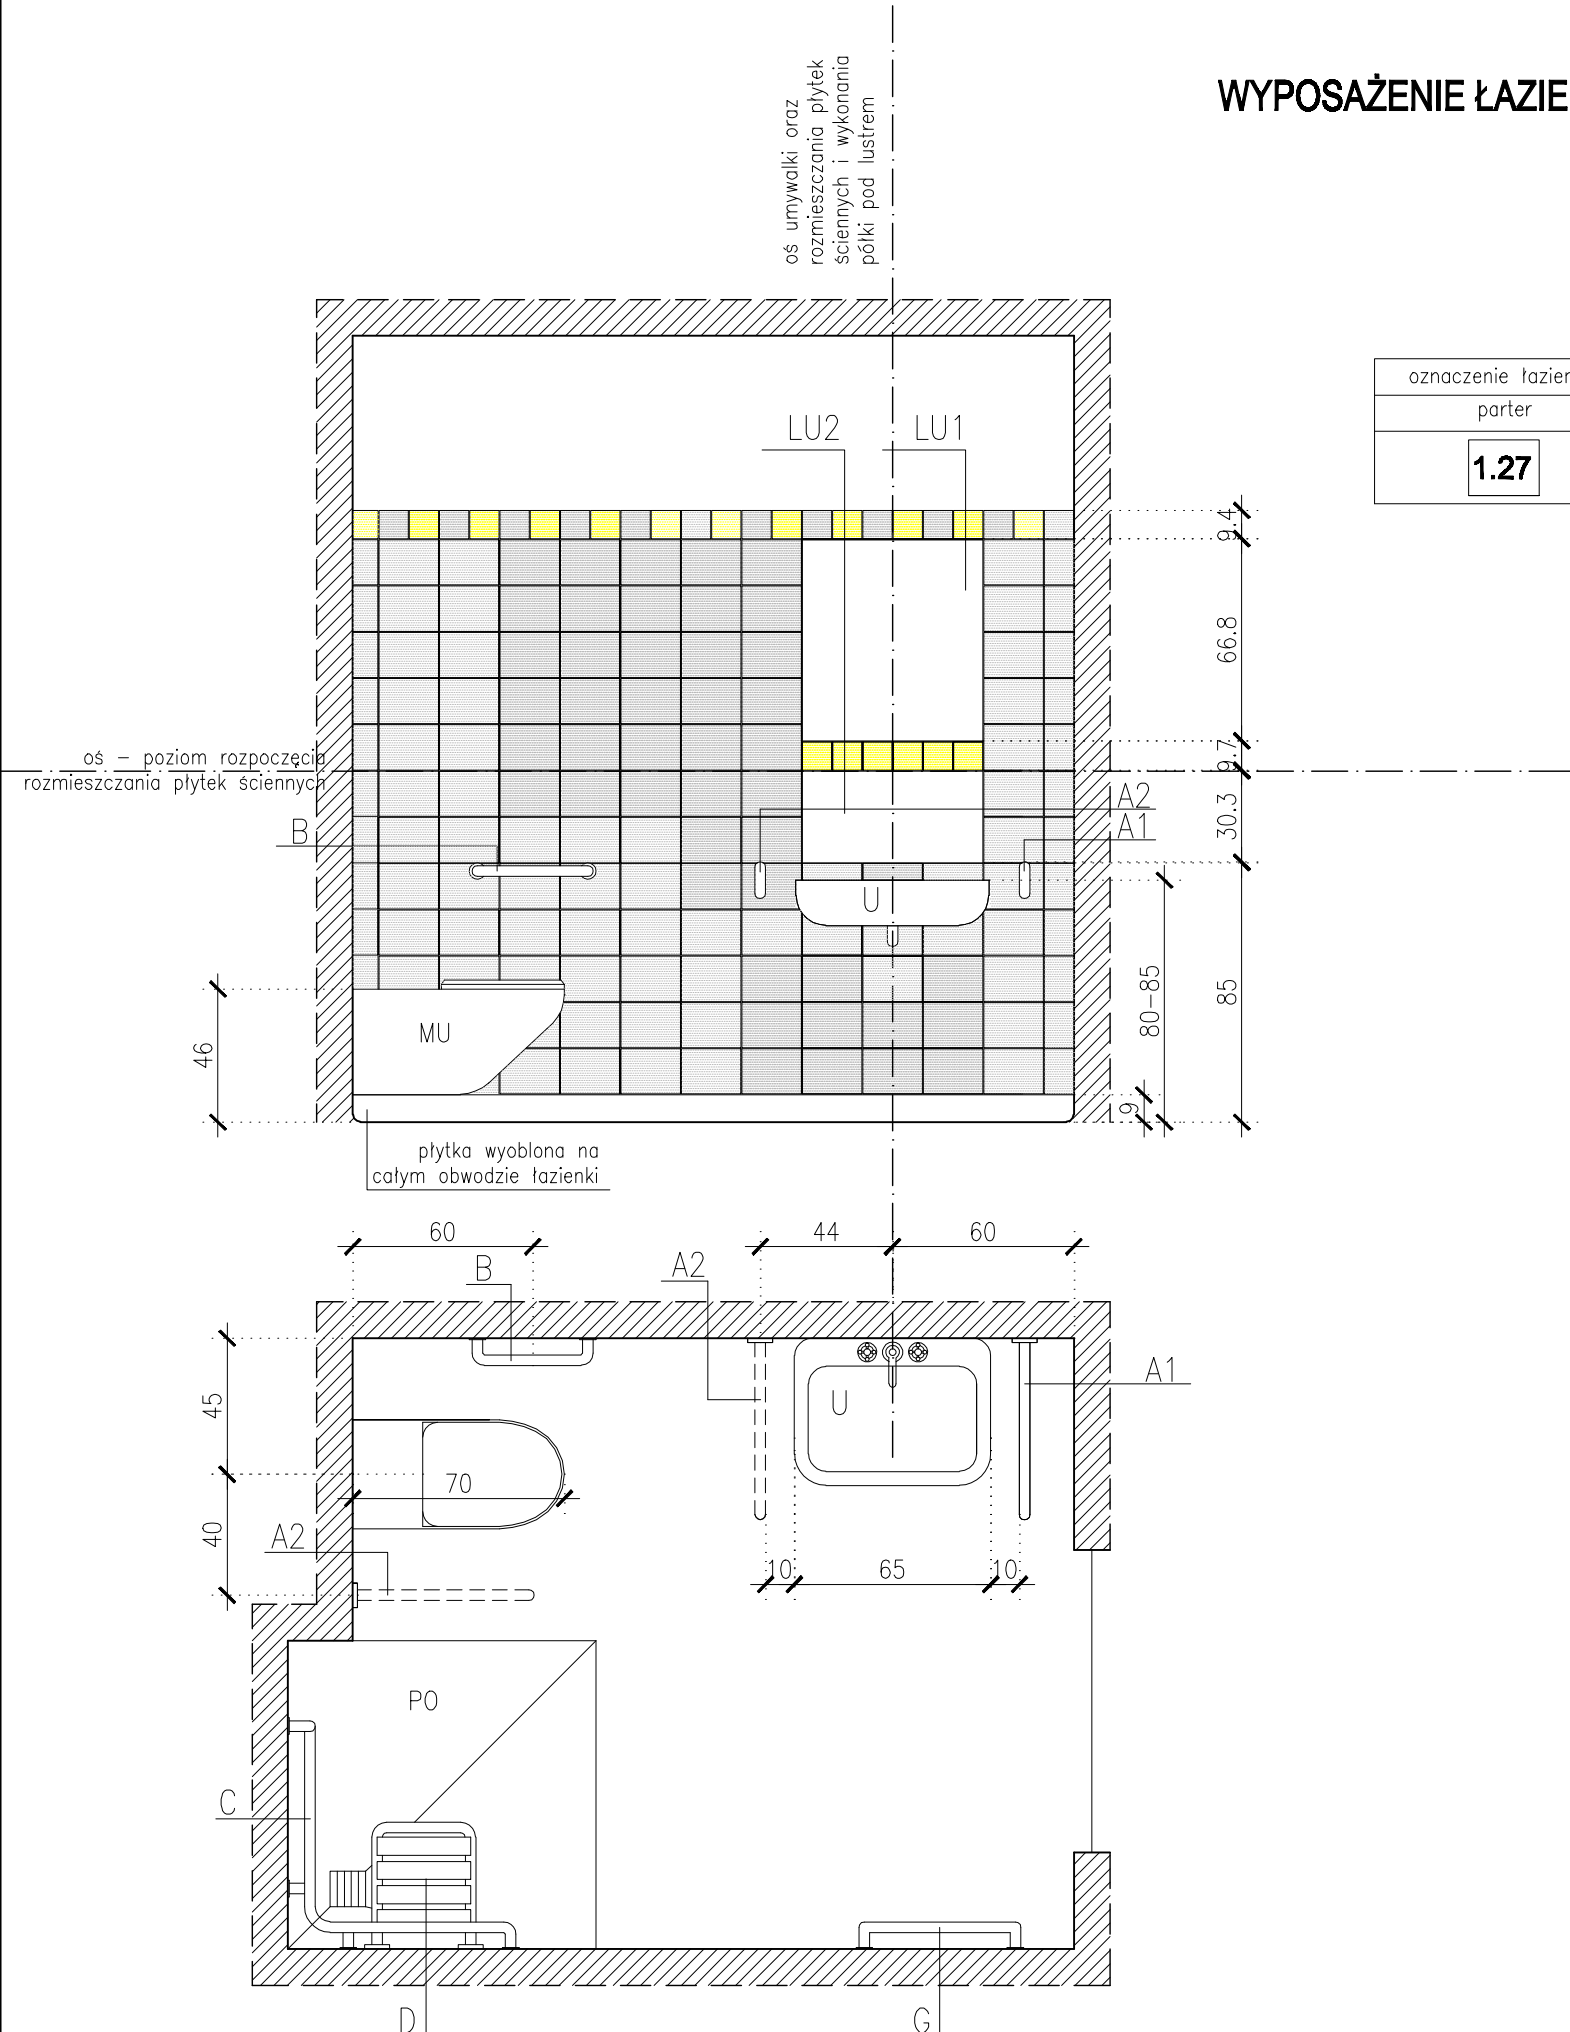 WYPOSAŻENIE ŁAZIE
oś umywalki oraz
rozmieszczania płytek
ściennych i wykonania
półki pod lustrem
oznaczenie łazien
parter
1.27
LU2
LU1
9.4
66.8
9.7
30.3
85
80-85
9
oś – poziom rozpoczęcia
rozmieszczania płytek ściennych
A2
A1
B
U
MU
46
płytka wyoblona na
całym obwodzie łazienki
60
44
60
B
A2
A1
U
45
70
40
A2
10
65
10
PO
C
D
G